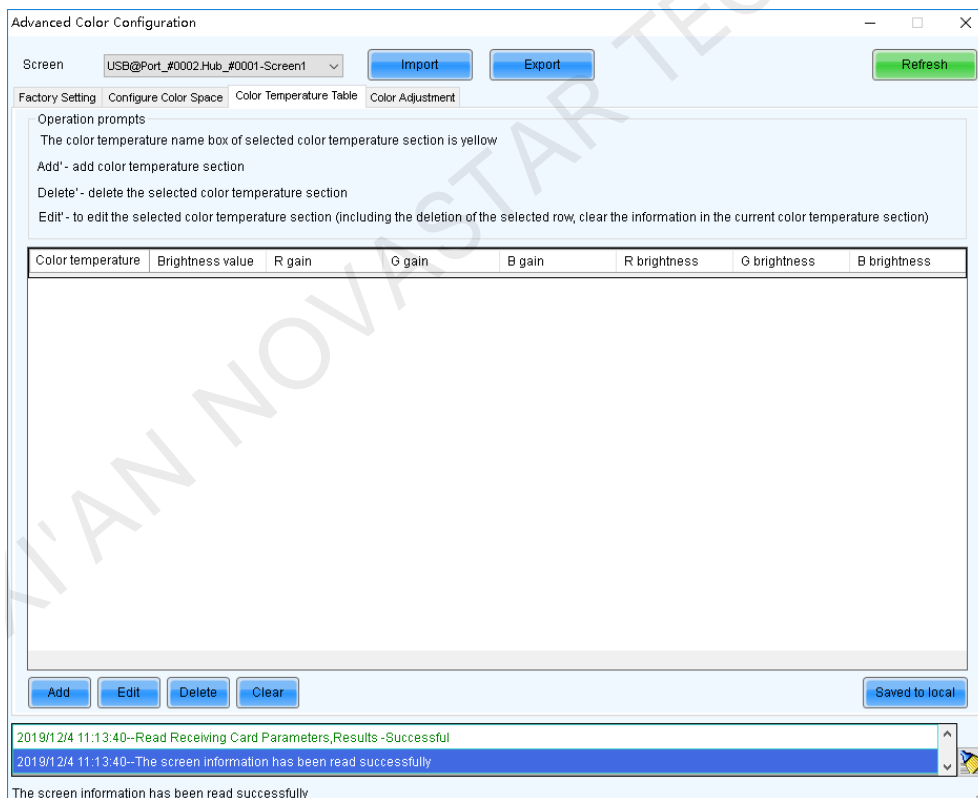 Advanced Color Configuration
Screen USB@Port_#0002.Hub_#0001-Screen1 Import Export Refresh
Factory Setting Configure Color Space Color Temperature Table Color Adjustment
Operation prompts
The color temperature name box of selected color temperature section is yellow
Add' - add color temperature section
Delete' - delete the selected color temperature section
Edit' - to edit the selected color temperature section (including the deletion of the selected row, clear the information in the current color temperature section)
Color temperature Brightness value R gain G gain B gain R brightness G brightness B brightness
Add Edit Delete Clear Saved to local
2019/12/4 11:13:40--Read Receiving Card Parameters,Results -Successful
2019/12/4 11:13:40--The screen information has been read successfully
The screen information has been read successfully
XI'AN NOVASTAR TEC